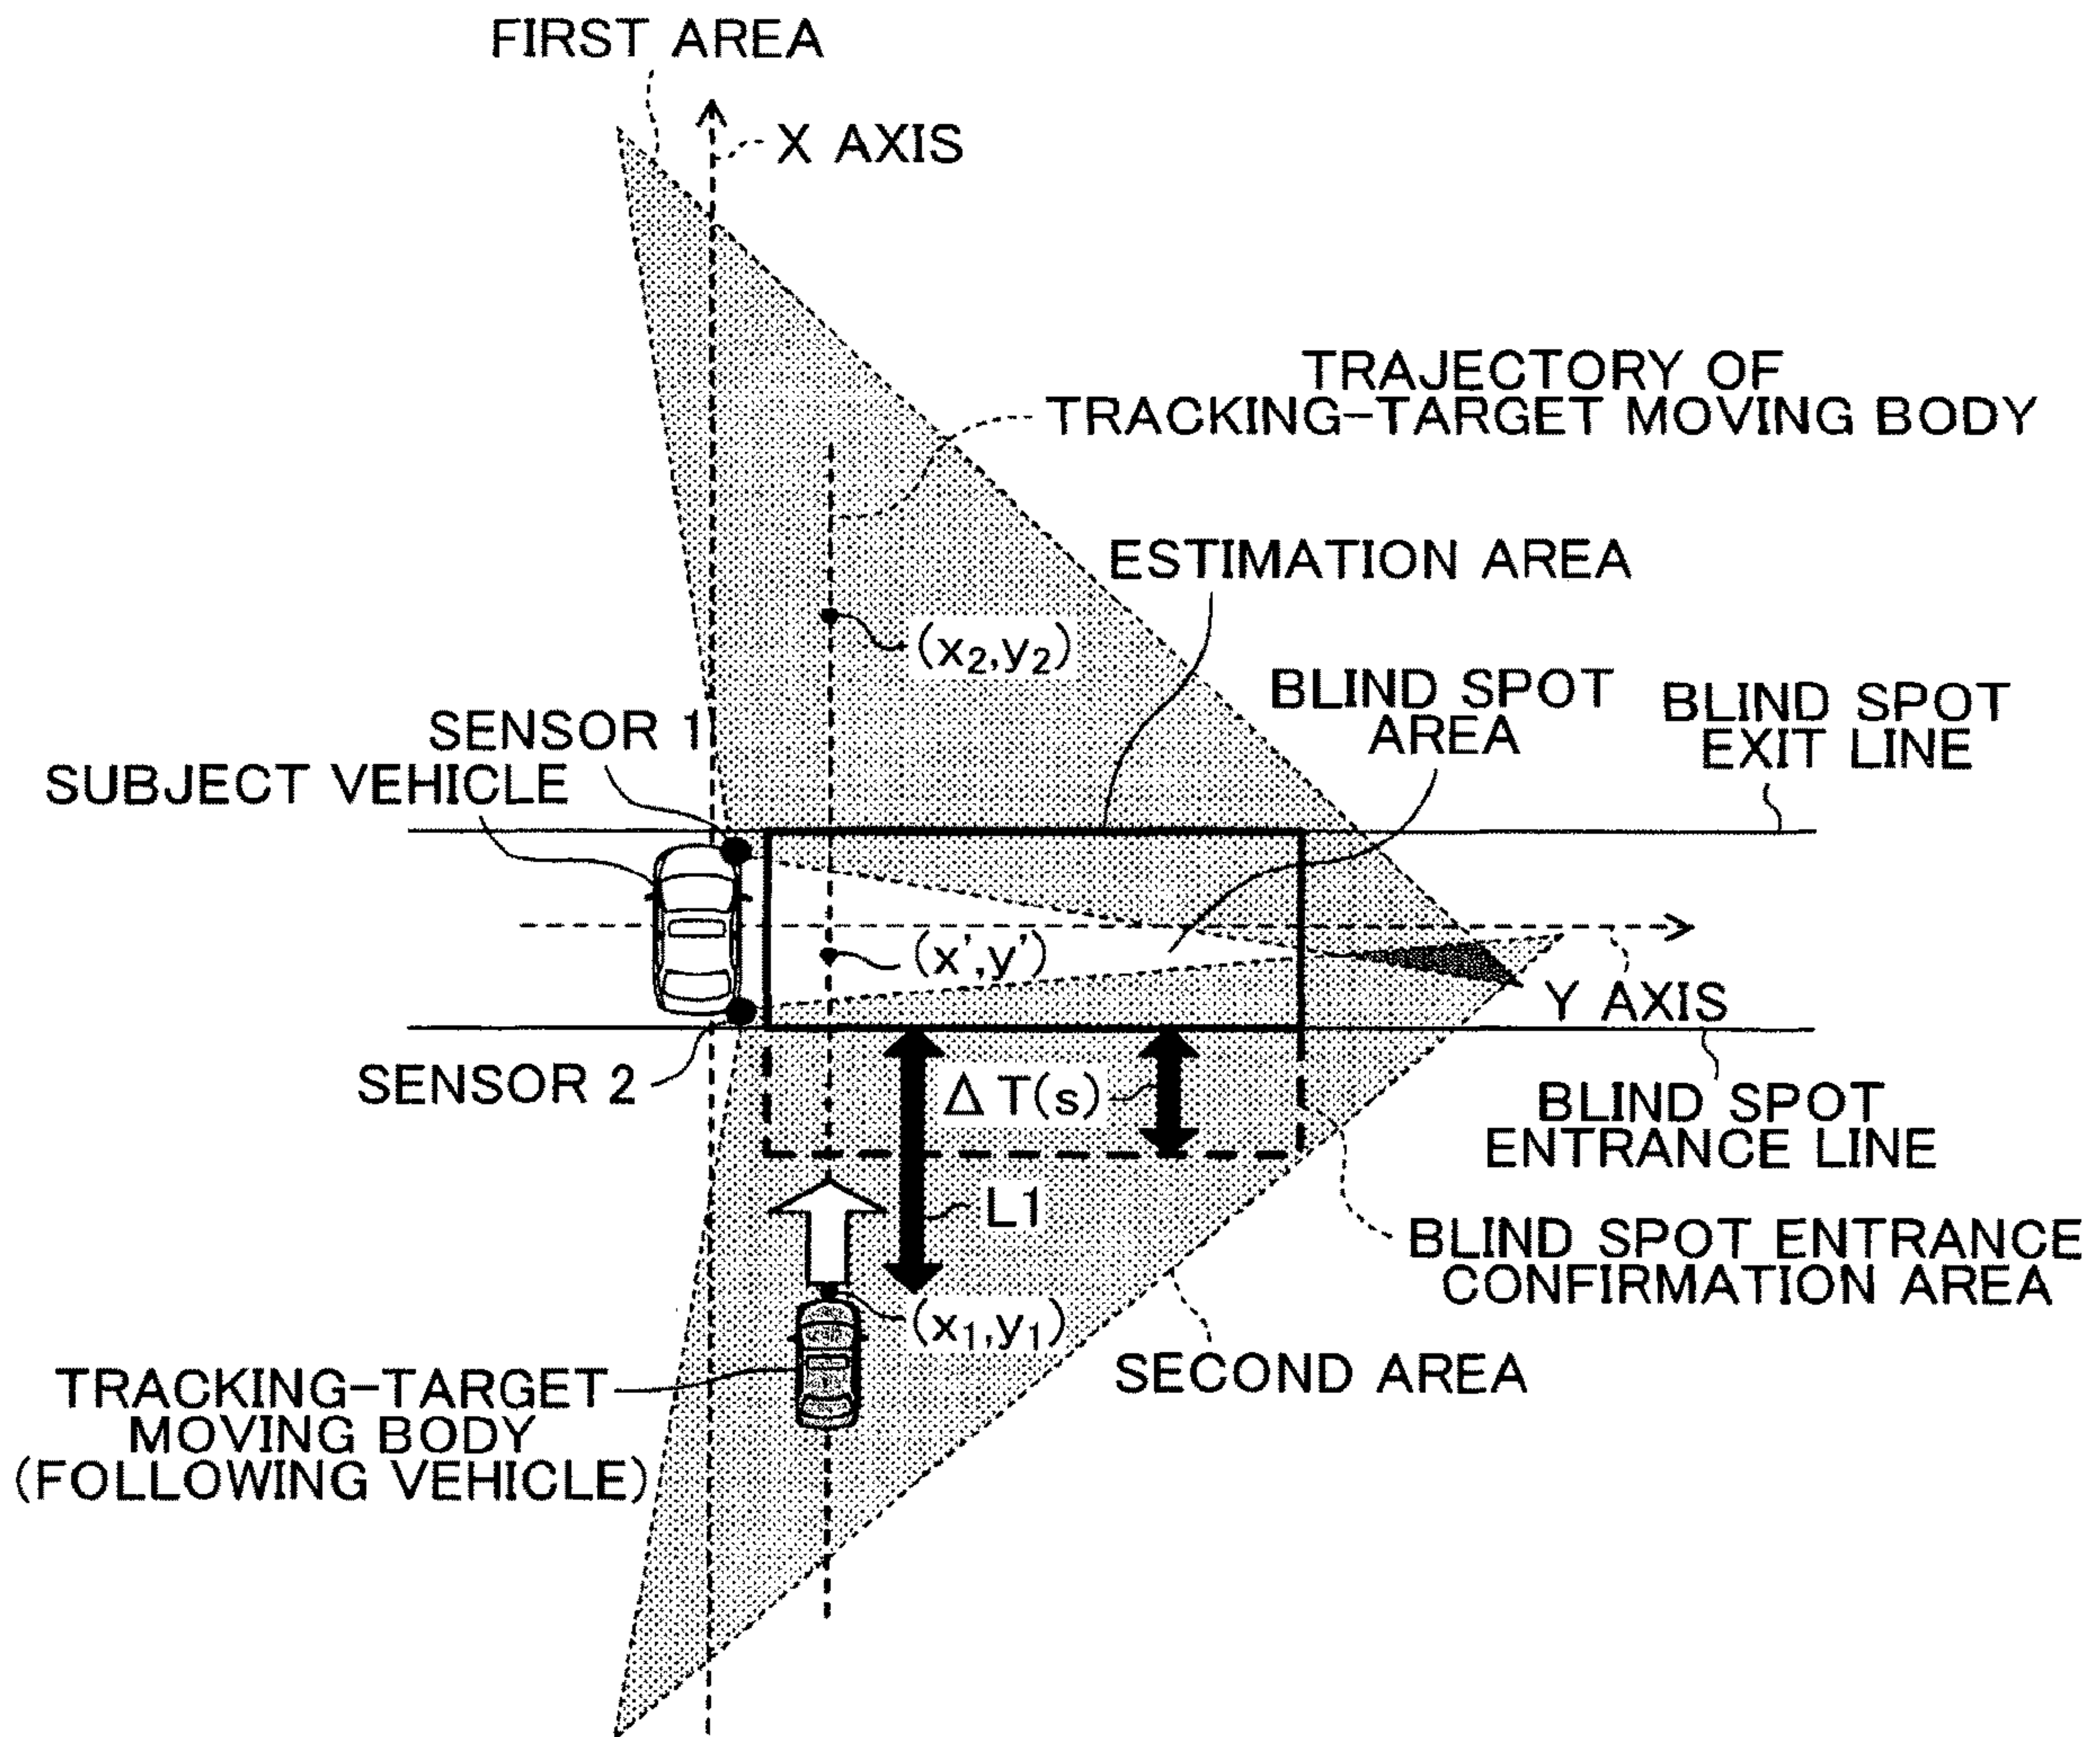 FIRST AREA
X AXIS
TRAJECTORY OF
TRACKING-TARGET MOVING BODY
ESTIMATION AREA
(x₂,y₂)
BLIND SPOT
AREA
BLIND SPOT
EXIT LINE
SENSOR 1
SUBJECT VEHICLE
(x',y')
Y AXIS
SENSOR 2
ΔT(s)
BLIND SPOT
ENTRANCE LINE
L1
BLIND SPOT ENTRANCE
CONFIRMATION AREA
(x₁,y₁)
SECOND AREA
TRACKING-TARGET
MOVING BODY
(FOLLOWING VEHICLE)